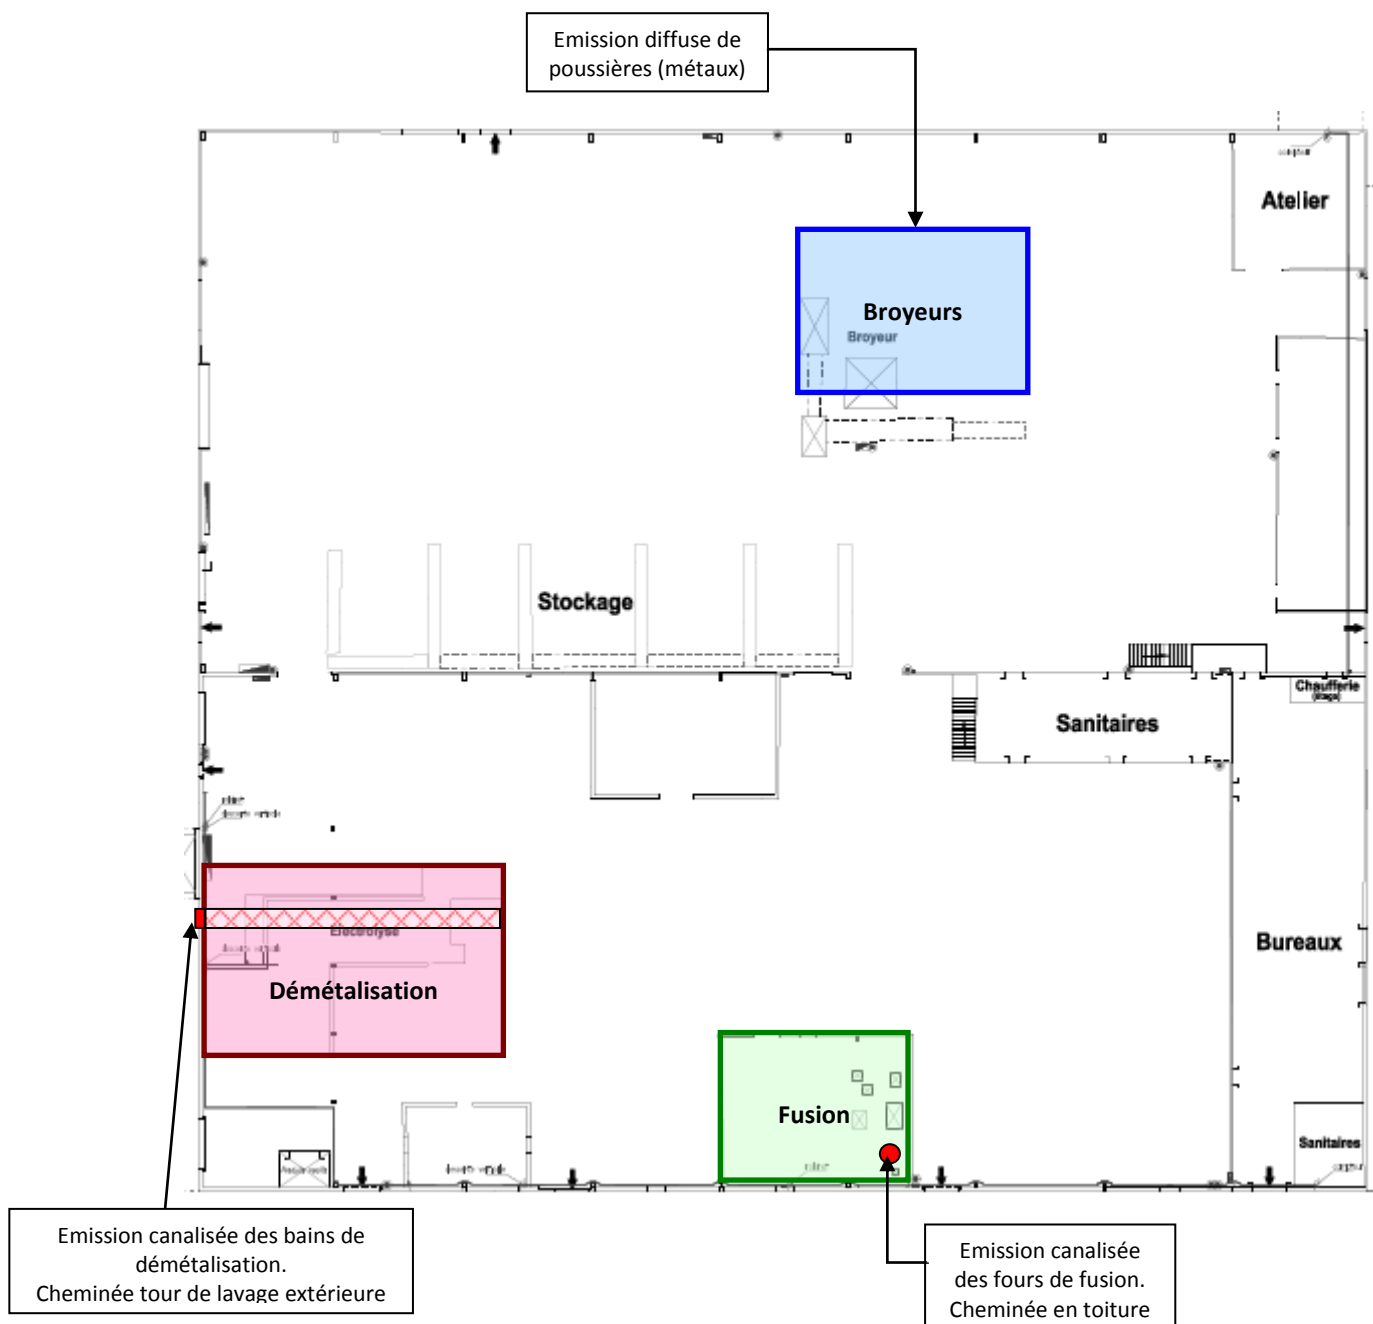 Emission diffuse de
poussières (métaux)
Atelier
Broyeurs
Broyeur
Stockage
Chaufferie
(étage)
Sanitaires
Electrolyse
Démétalisation
Bureaux
Fusion
Sanitaires
Emission canalisée des bains de
démétalisation.
Cheminée tour de lavage extérieure
Emission canalisée
des fours de fusion.
Cheminée en toiture